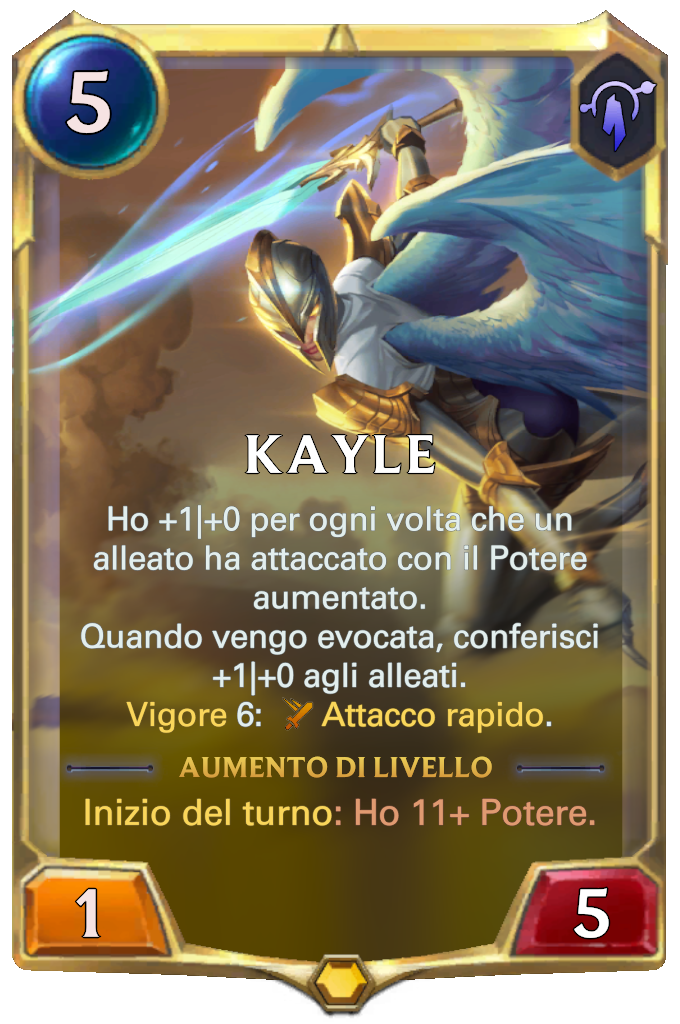 5
KAYLE
Ho +1|+0 per ogni volta che un
alleato ha attaccato con il Potere
aumentato.
Quando vengo evocata, conferisci
+1|+0 agli alleati.
Vigore 6: Attacco rapido.
AUMENTO DI LIVELLO
Inizio del turno: Ho 11+ Potere.
1
5